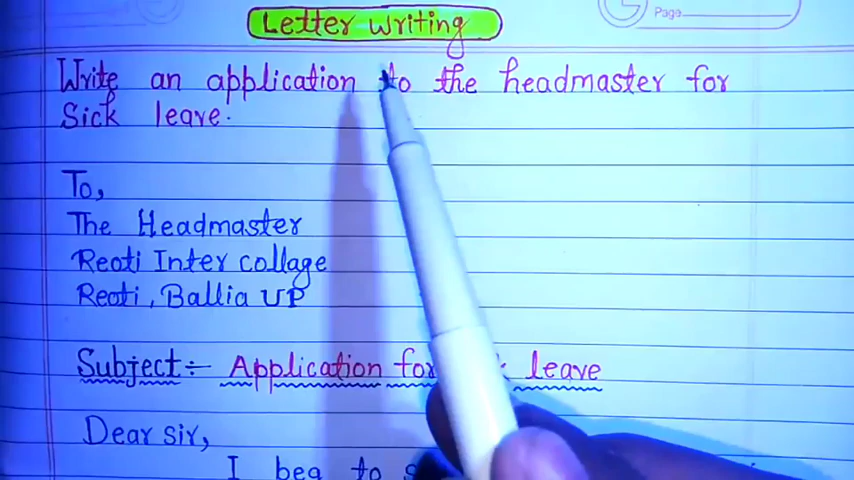 Letter Writing
Page
Write an application to the headmaster for
Sick leave.
To,
The Headmaster
Reoti Inter collage
Reoti, Ballia UP
Subject:- Application for leave
Dear Sir,
I beg to